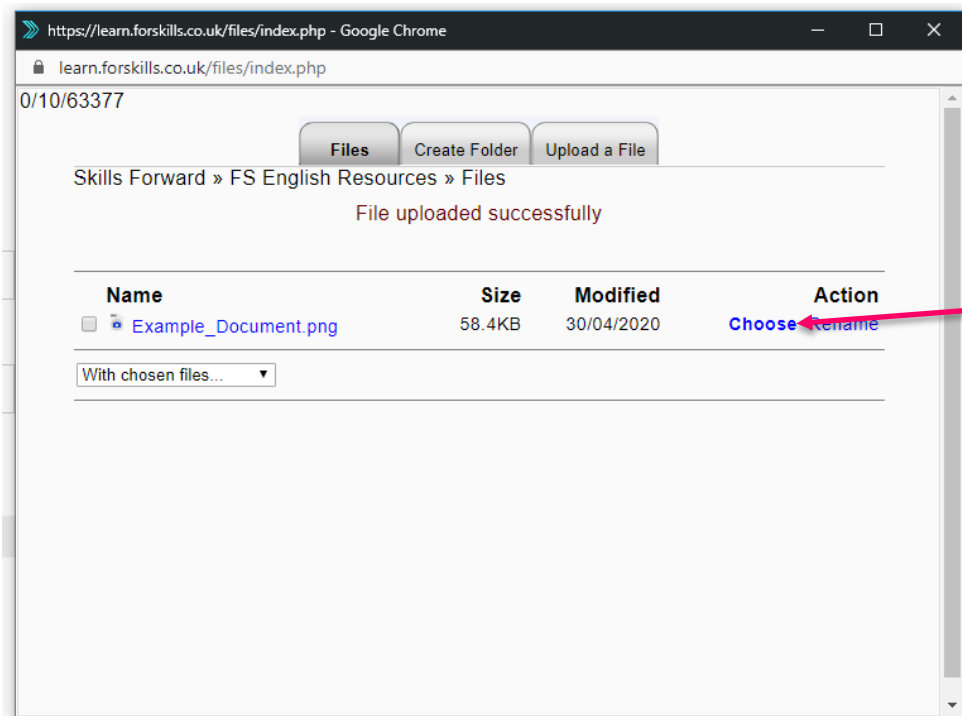 https://learn.forskills.co.uk/files/index.php - Google Chrome
learn.forskills.co.uk/files/index.php
0/10/63377
Files Create Folder Upload a File
Skills Forward » FS English Resources » Files
File uploaded successfully
Name Size Modified Action
Example_Document.png 58.4KB 30/04/2020 Choose Rename
With chosen files...